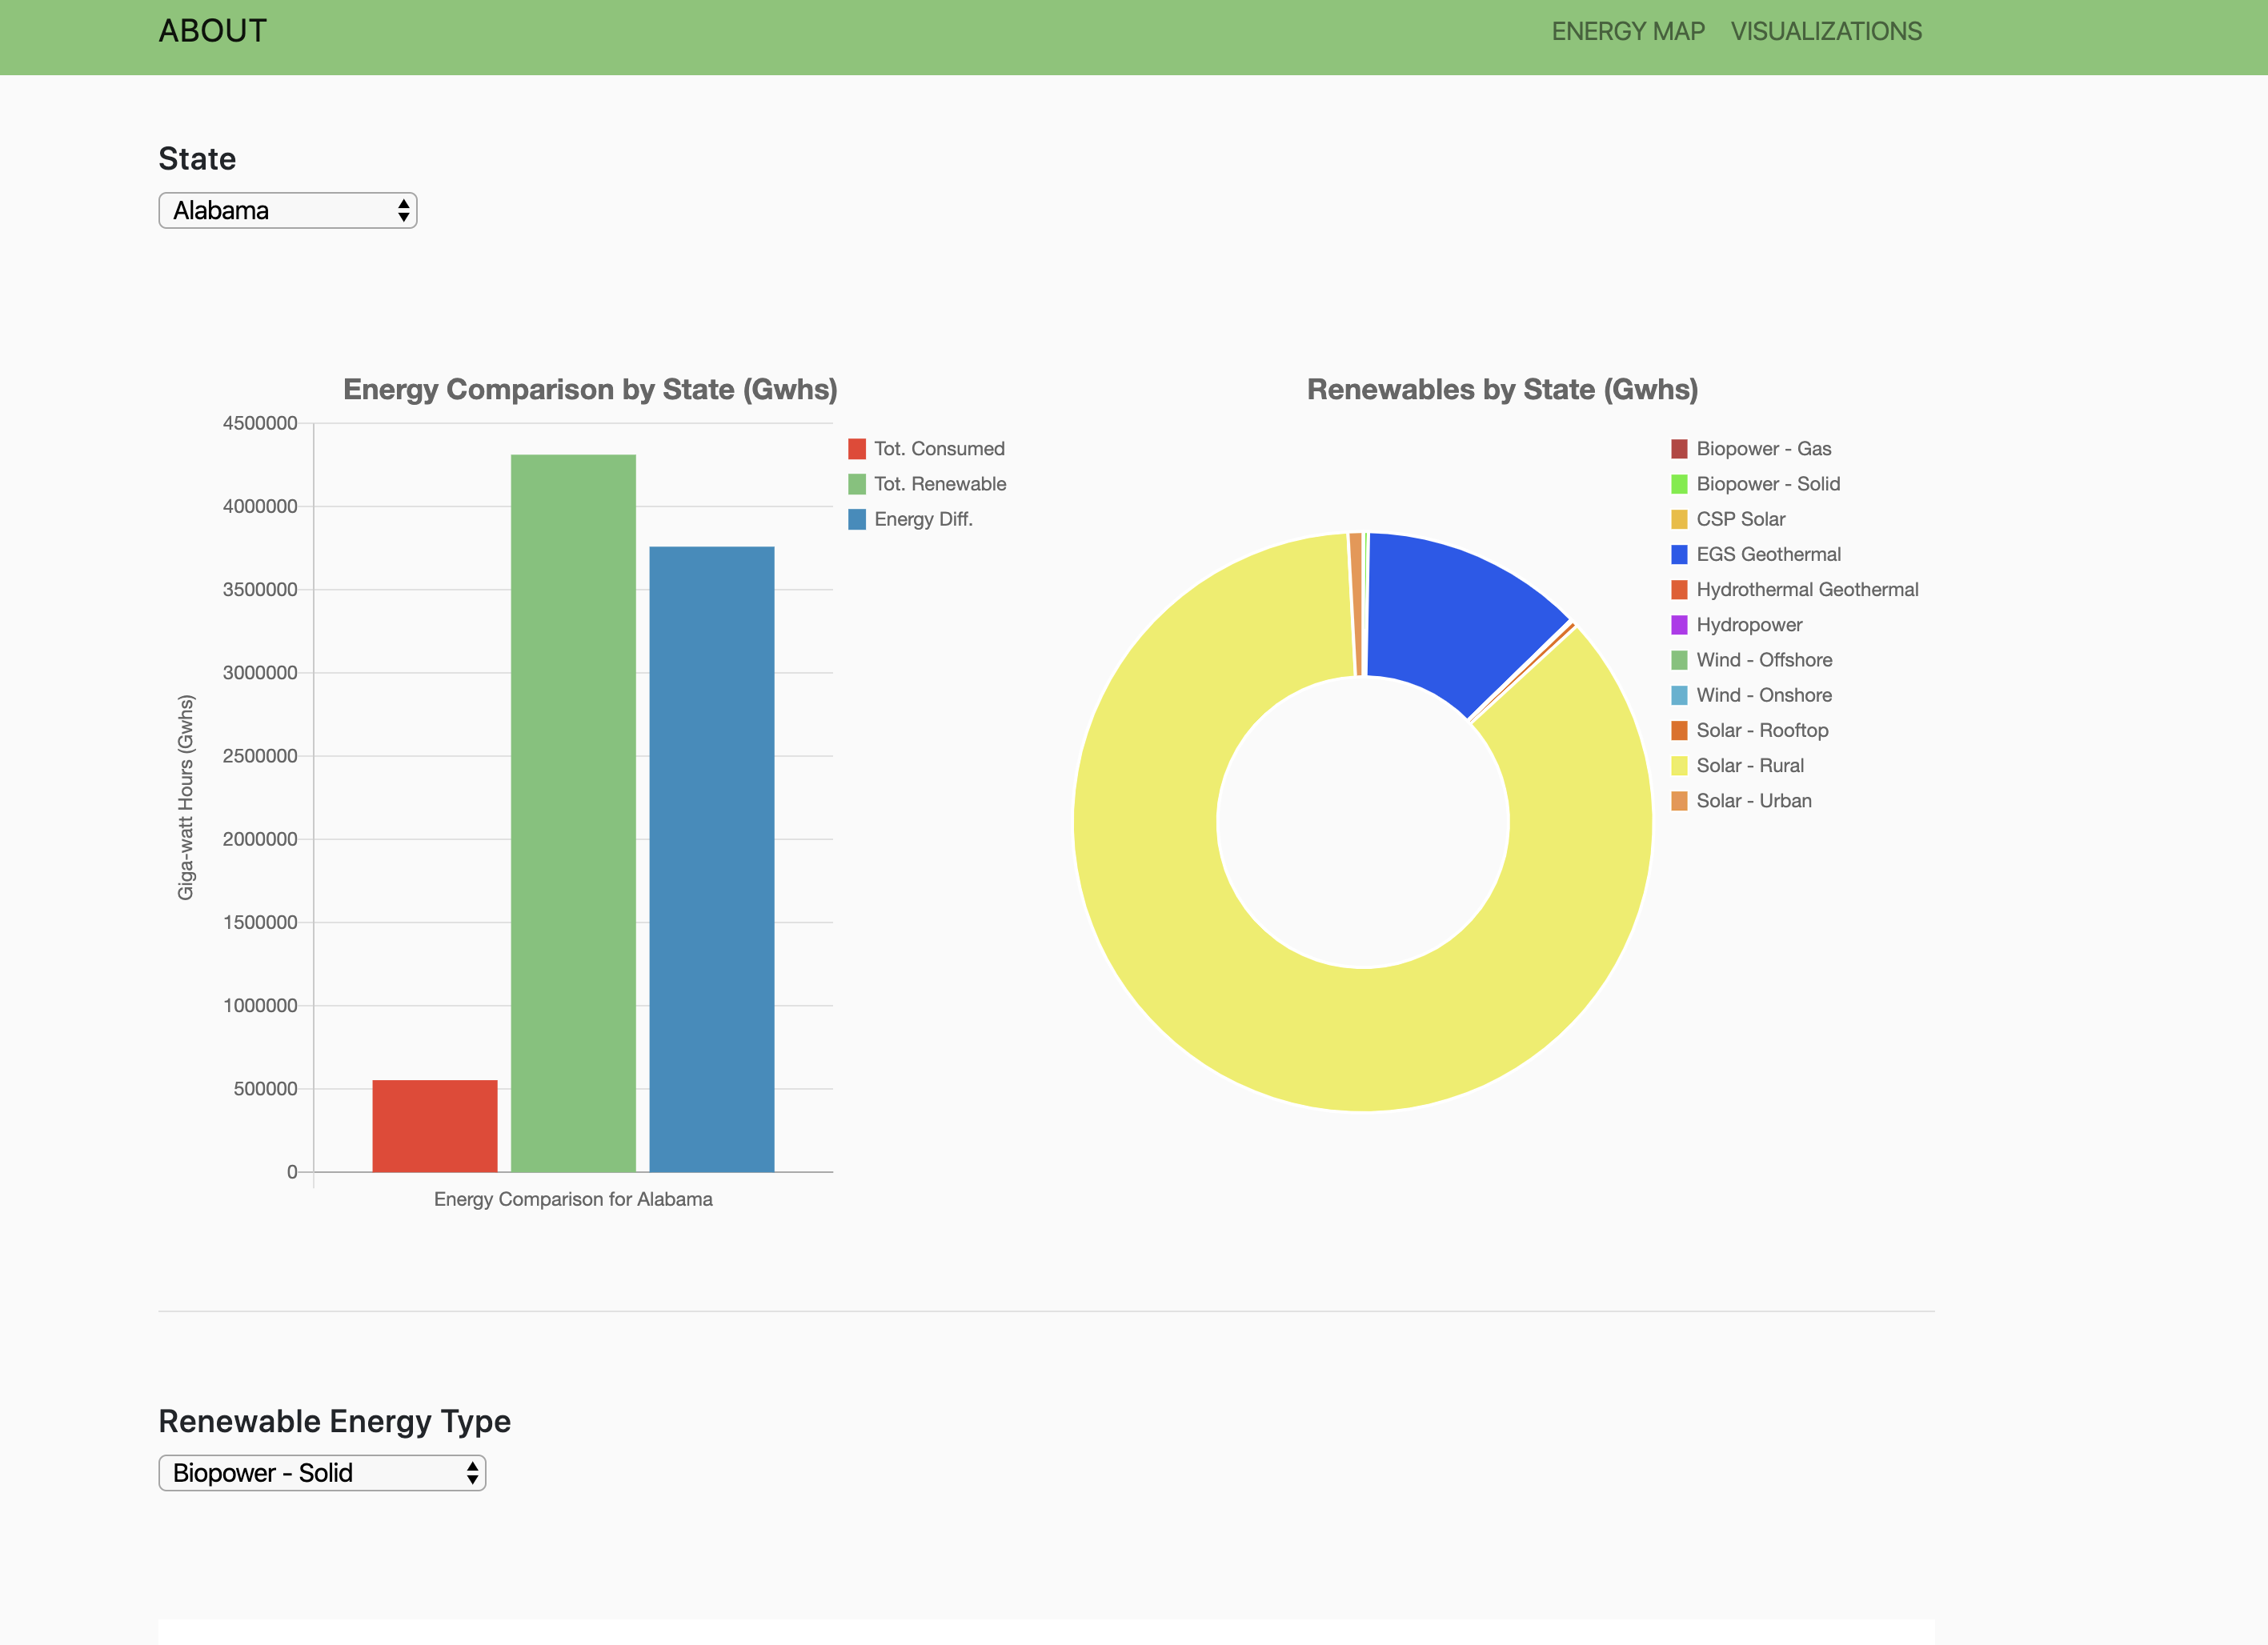 ABOUT
ENERGY MAP
VISUALIZATIONS
State
Alabama
Energy Comparison by State (Gwhs)
4500000
4000000
3500000
3000000
2500000
2000000
1500000
1000000
500000
0
Giga-watt Hours (Gwhs)
Energy Comparison for Alabama
Tot. Consumed
Tot. Renewable
Energy Diff.
Renewables by State (Gwhs)
Biopower - Gas
Biopower - Solid
CSP Solar
EGS Geothermal
Hydrothermal Geothermal
Hydropower
Wind - Offshore
Wind - Onshore
Solar - Rooftop
Solar - Rural
Solar - Urban
Renewable Energy Type
Biopower - Solid